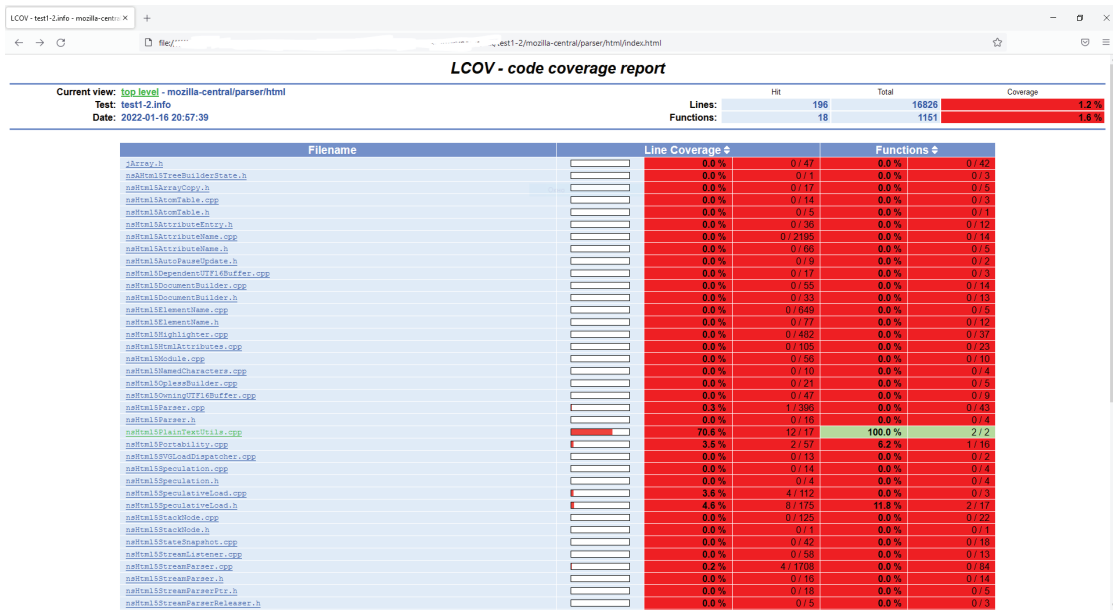 LCOV - test1-2.info - mozilla-centra
file:/ .est1-2/mozilla-central/parser/html/index.html
LCOV - code coverage report
Current view: top level - mozilla-central/parser/html Hit Total Coverage
Test: test1-2.info Lines: 196 16826 1.2 %
Date: 2022-01-16 20:57:39 Functions: 18 1151 1.6 %
Filename Line Coverage Functions
jArray.h 0.0 % 0 / 47 0.0 % 0 / 42
nsAHtml5TreeBuilderState.h 0.0 % 0 / 1 0.0 % 0 / 3
nsHtml5ArrayCopy.h 0.0 % 0 / 17 0.0 % 0 / 5
nsHtml5AtomTable.cpp 0.0 % 0 / 14 0.0 % 0 / 3
nsHtml5AtomTable.h 0.0 % 0 / 5 0.0 % 0 / 1
nsHtml5AttributeEntry.h 0.0 % 0 / 36 0.0 % 0 / 12
nsHtml5AttributeName.cpp 0.0 % 0 / 2195 0.0 % 0 / 14
nsHtml5AttributeName.h 0.0 % 0 / 66 0.0 % 0 / 5
nsHtml5AutoPauseUpdate.h 0.0 % 0 / 9 0.0 % 0 / 2
nsHtml5DependentUTF16Buffer.cpp 0.0 % 0 / 17 0.0 % 0 / 3
nsHtml5DocumentBuilder.cpp 0.0 % 0 / 55 0.0 % 0 / 14
nsHtml5DocumentBuilder.h 0.0 % 0 / 33 0.0 % 0 / 13
nsHtml5ElementName.cpp 0.0 % 0 / 649 0.0 % 0 / 5
nsHtml5ElementName.h 0.0 % 0 / 77 0.0 % 0 / 12
nsHtml5Highlighter.cpp 0.0 % 0 / 482 0.0 % 0 / 37
nsHtml5HtmlAttributes.cpp 0.0 % 0 / 105 0.0 % 0 / 23
nsHtml5Module.cpp 0.0 % 0 / 56 0.0 % 0 / 10
nsHtml5NamedCharacters.cpp 0.0 % 0 / 10 0.0 % 0 / 4
nsHtml5OplessBuilder.cpp 0.0 % 0 / 21 0.0 % 0 / 5
nsHtml5OwningUTF16Buffer.cpp 0.0 % 0 / 47 0.0 % 0 / 9
nsHtml5Parser.cpp 0.3 % 1 / 396 0.0 % 0 / 43
nsHtml5Parser.h 0.0 % 0 / 16 0.0 % 0 / 4
nsHtml5PlainTextUtils.cpp 70.6 % 12 / 17 100.0 % 2 / 2
nsHtml5Portability.cpp 3.5 % 2 / 57 6.2 % 1 / 16
nsHtml5SVGLoadDispatcher.cpp 0.0 % 0 / 13 0.0 % 0 / 2
nsHtml5Speculation.cpp 0.0 % 0 / 14 0.0 % 0 / 4
nsHtml5Speculation.h 0.0 % 0 / 4 0.0 % 0 / 4
nsHtml5SpeculativeLoad.cpp 3.6 % 4 / 112 0.0 % 0 / 3
nsHtml5SpeculativeLoad.h 4.6 % 8 / 175 11.8 % 2 / 17
nsHtml5StackNode.cpp 0.0 % 0 / 125 0.0 % 0 / 22
nsHtml5StackNode.h 0.0 % 0 / 1 0.0 % 0 / 1
nsHtml5StateSnapshot.cpp 0.0 % 0 / 42 0.0 % 0 / 18
nsHtml5StreamListener.cpp 0.0 % 0 / 58 0.0 % 0 / 13
nsHtml5StreamParser.cpp 0.2 % 4 / 1708 0.0 % 0 / 84
nsHtml5StreamParser.h 0.0 % 0 / 16 0.0 % 0 / 14
nsHtml5StreamParserPtr.h 0.0 % 0 / 18 0.0 % 0 / 5
nsHtml5StreamParserReleaser.h 0.0 % 0 / 5 0.0 % 0 / 3